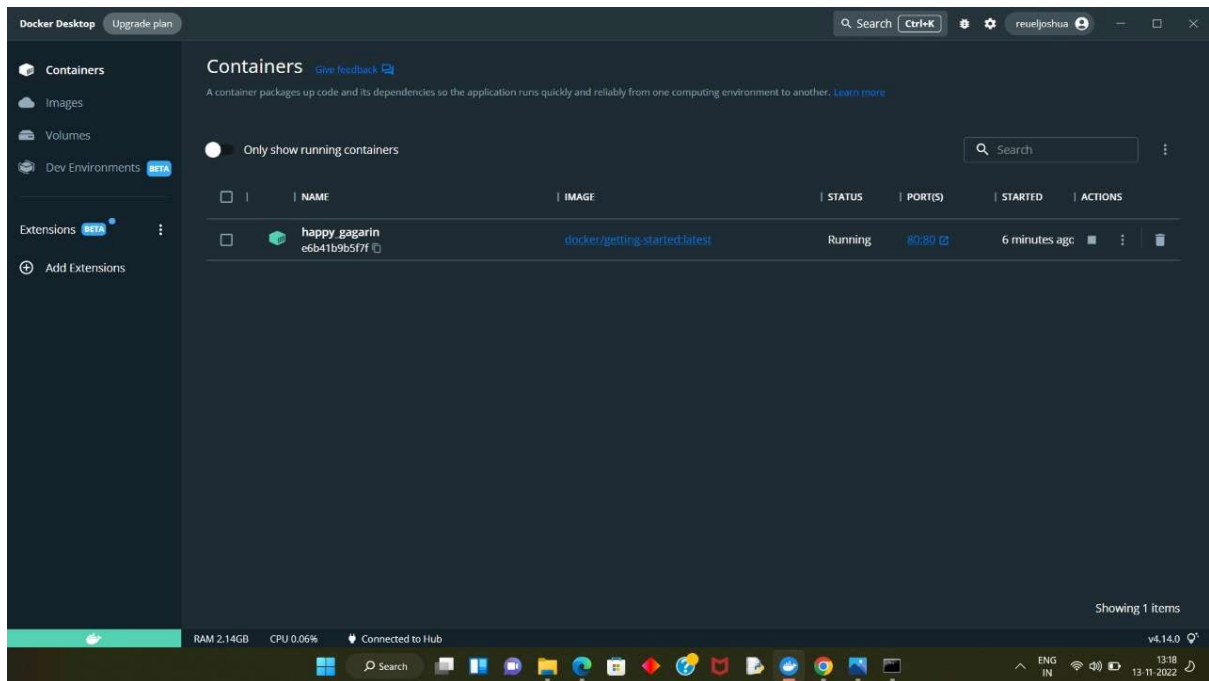 Docker Desktop Upgrade plan Search Ctrl+K reueljoshua
Containers
Images
Volumes
Dev Environments BETA
Extensions BETA
Add Extensions
Containers Give feedback
A container packages up code and its dependencies so the application runs quickly and reliably from one computing environment to another. Learn more
Only show running containers Search
NAME IMAGE STATUS PORT(S) STARTED ACTIONS
happy_gagarin docker/getting-started:latest Running 80:80 6 minutes ago
e6b41b9b5f7f
Showing 1 items
RAM 2.14GB CPU 0.06% Connected to Hub v4.14.0
Search ENG 13:18
IN 13-11-2022